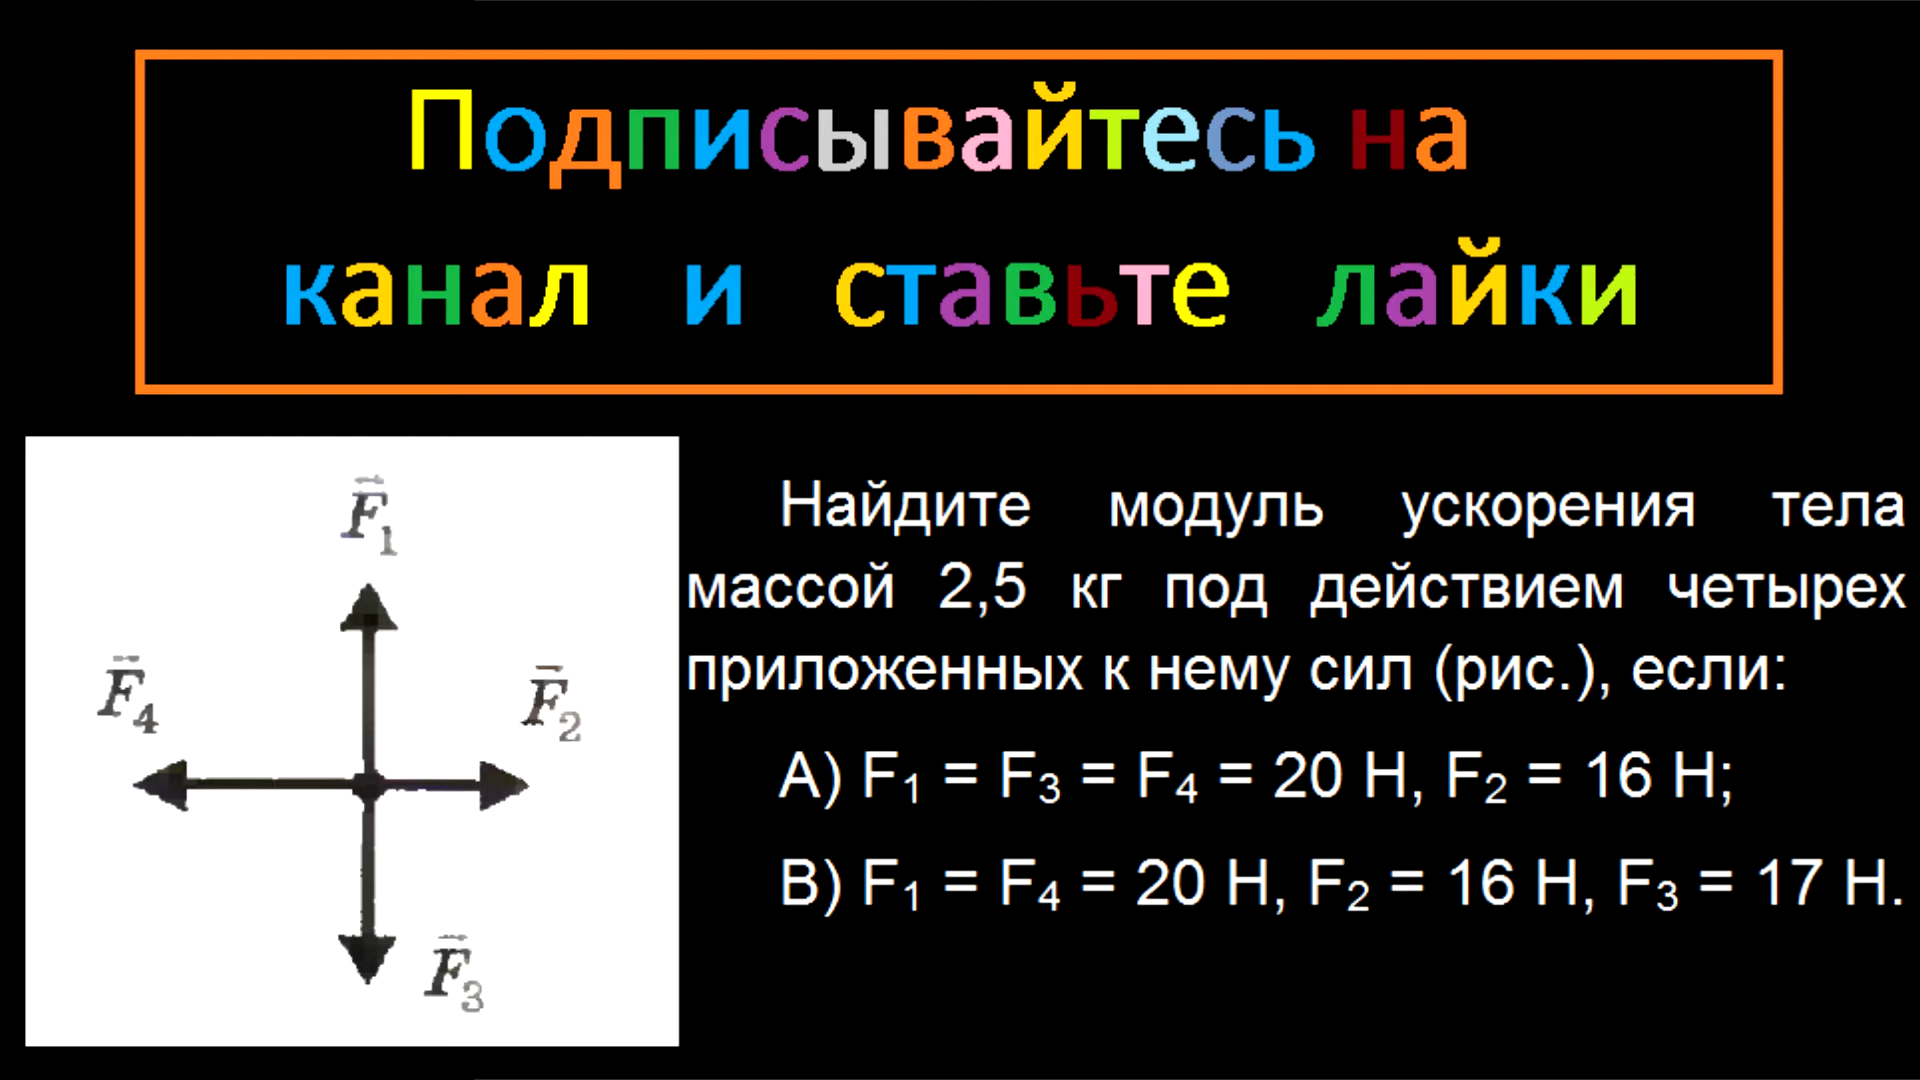 Подписывайтесь на
канал и ставьте лайки
F̄₁
F̄₄
F̄₂
F̄₃
Найдите модуль ускорения тела
массой 2,5 кг под действием четырех
приложенных к нему сил (рис.), если:
А) F₁ = F₃ = F₄ = 20 Н, F₂ = 16 Н;
В) F₁ = F₄ = 20 Н, F₂ = 16 Н, F₃ = 17 Н.